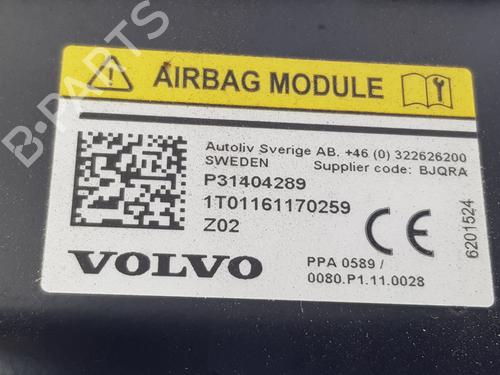 AIRBAG MODULE
Autoliv Sverige AB. +46 (0) 322626200
SWEDEN Supplier code: BJQRA
P31404289
1T01161170259
Z02
CE
VOLVO
PPA 0589 /
0080.P1.11.0028
6201524
B-PARTS